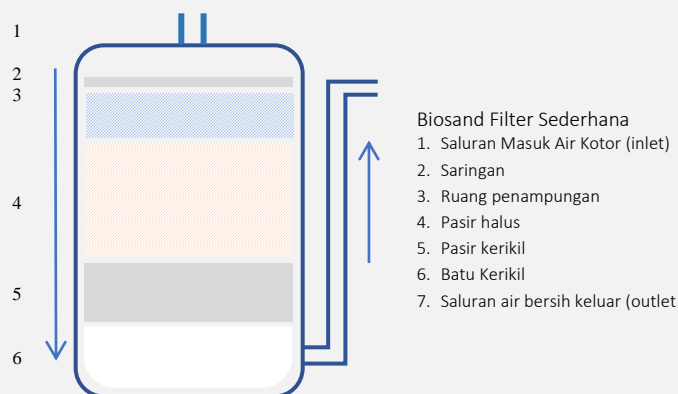 1
2
3
4
5
6
Biosand Filter Sederhana
1. Saluran Masuk Air Kotor (inlet)
2. Saringan
3. Ruang penampungan
4. Pasir halus
5. Pasir kerikil
6. Batu Kerikil
7. Saluran air bersih keluar (outlet